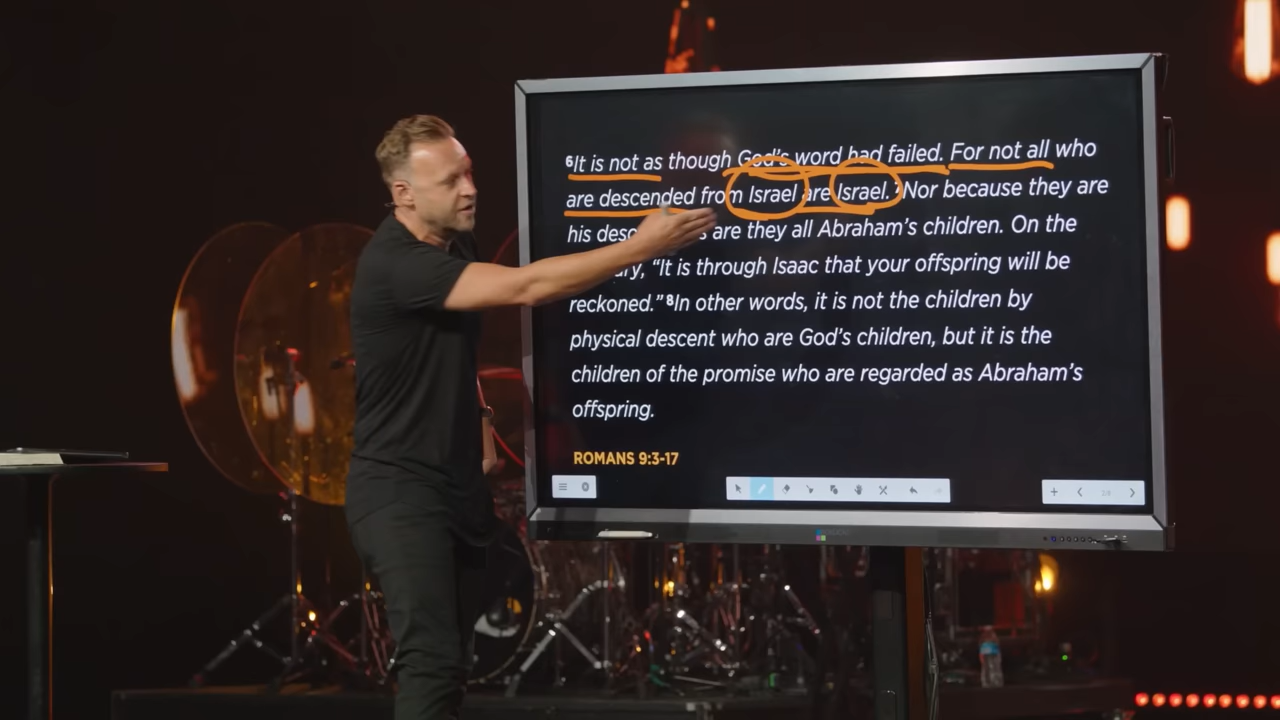 ⁶It is not as though God's word had failed. For not all who
are descended from Israel are Israel. Nor because they are
his are they all Abraham's children. On the
"It is through Isaac that your offspring will be
reckoned." ⁸In other words, it is not the children by
physical descent who are God's children, but it is the
children of the promise who are regarded as Abraham's
offspring.
ROMANS 9:3-17